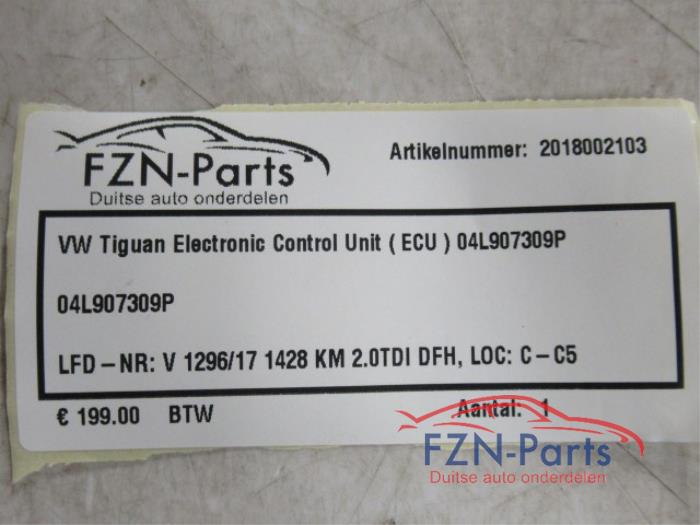 FZN-Parts
Duitse auto onderdelen
Artikelnummer: 2018002103
VW Tiguan Electronic Control Unit ( ECU ) 04L907309P
04L907309P
LFD-NR: V 1296/17 1428 KM 2.0TDI DFH, LOC: C-C5
€ 199.00 BTW
Aantal: 1
FZN-Parts
Duitse auto onderdelen